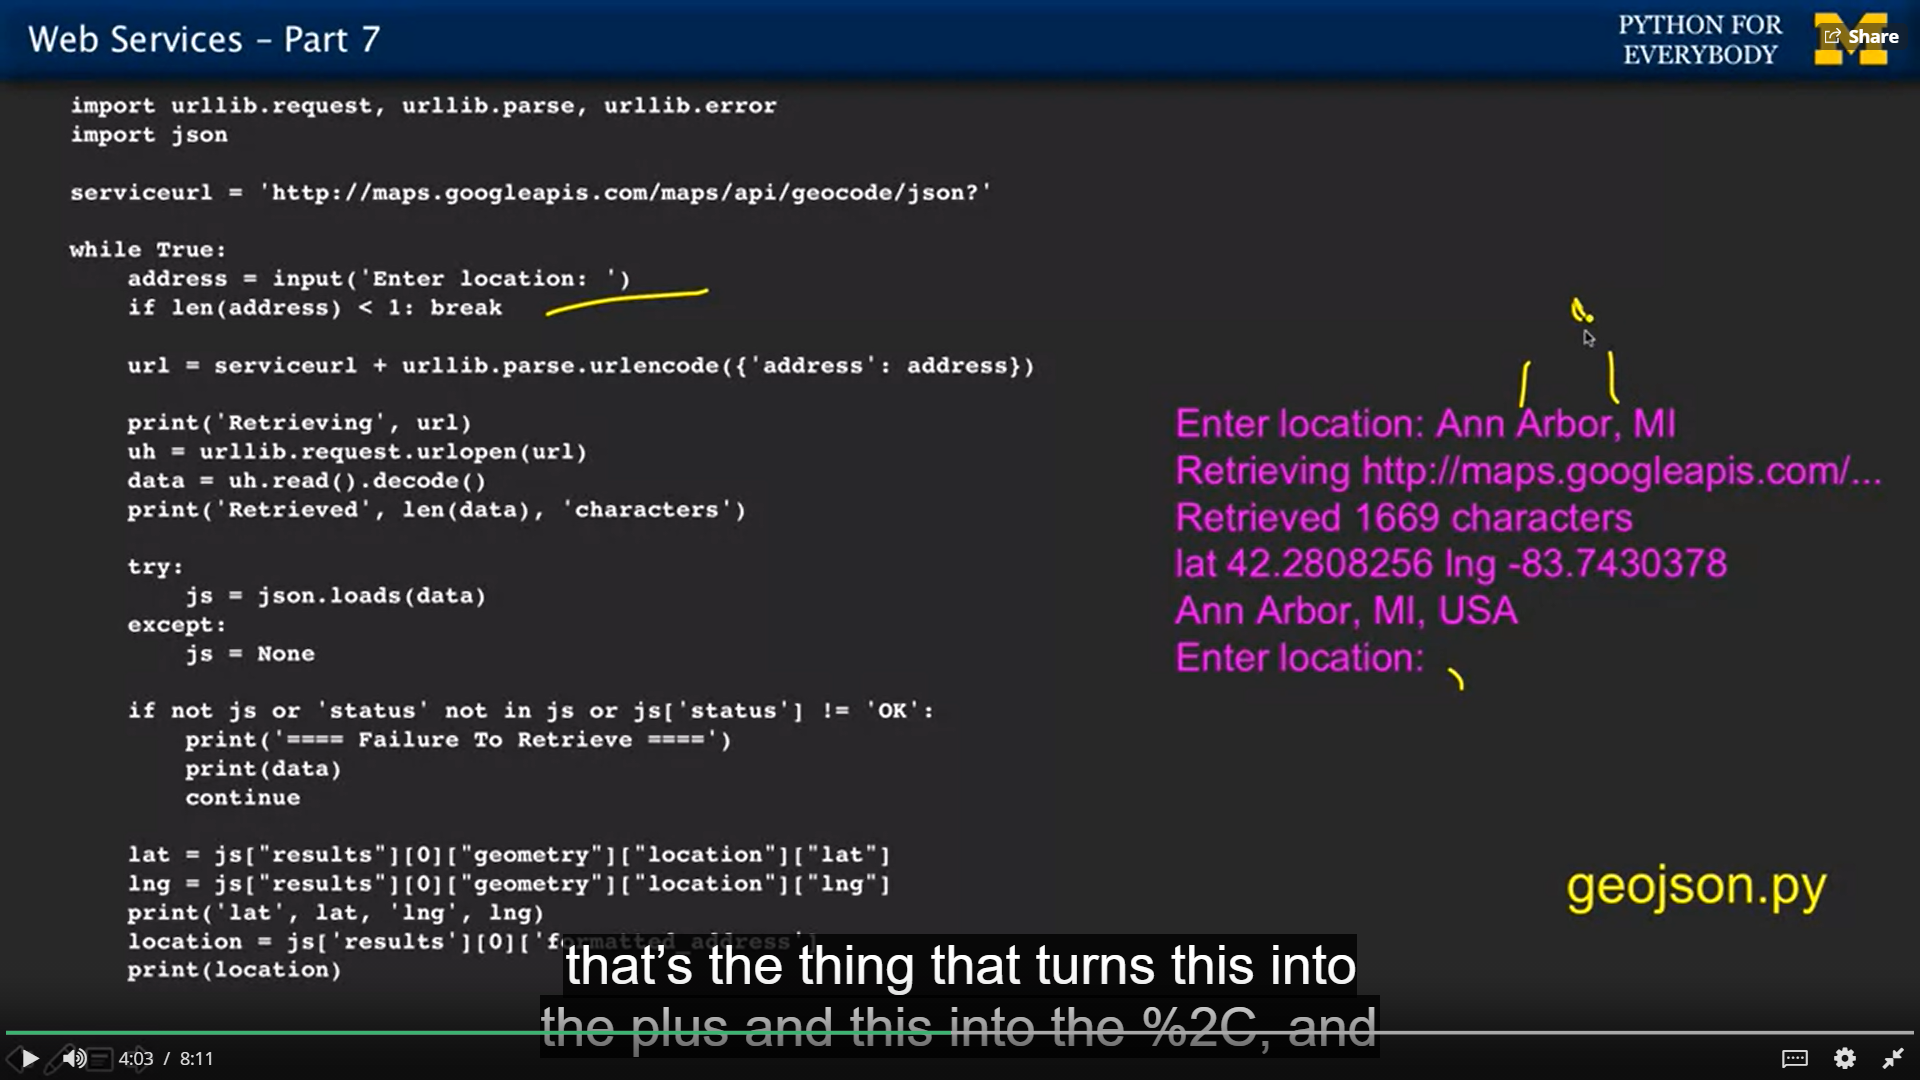 Web Services – Part 7
PYTHON FOR
EVERYBODY
Share
import urllib.request, urllib.parse, urllib.error
import json
serviceurl = 'http://maps.googleapis.com/maps/api/geocode/json?'
while True:
    address = input('Enter location: ')
    if len(address) < 1: break
    url = serviceurl + urllib.parse.urlencode({'address': address})
    print('Retrieving', url)
    uh = urllib.request.urlopen(url)
    data = uh.read().decode()
    print('Retrieved', len(data), 'characters')
    try:
        js = json.loads(data)
    except:
        js = None
    if not js or 'status' not in js or js['status'] != 'OK':
        print('==== Failure To Retrieve ====')
        print(data)
        continue
    lat = js["results"][0]["geometry"]["location"]["lat"]
    lng = js["results"][0]["geometry"]["location"]["lng"]
    print('lat', lat, 'lng', lng)
    location = js['results'][0]['formatted_address']
    print(location)
Enter location: Ann Arbor, MI
Retrieving http://maps.googleapis.com/...
Retrieved 1669 characters
lat 42.2808256 lng -83.7430378
Ann Arbor, MI, USA
Enter location:
geojson.py
that's the thing that turns this into
the plus and this into the %2C, and
4:03 / 8:11